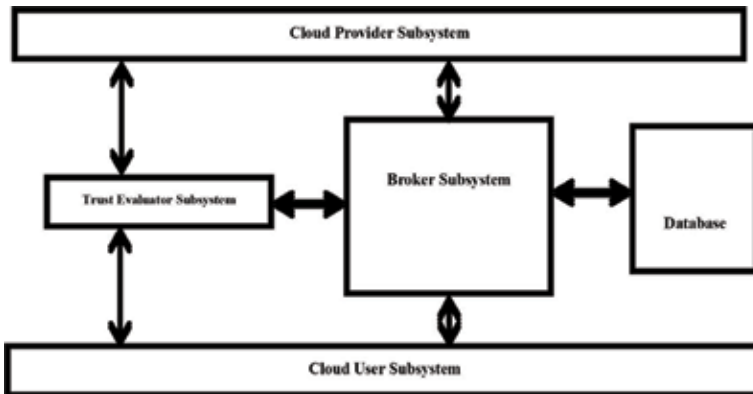 Cloud Provider Subsystem
Broker Subsystem
Trust Evaluator Subsystem
Database
Cloud User Subsystem